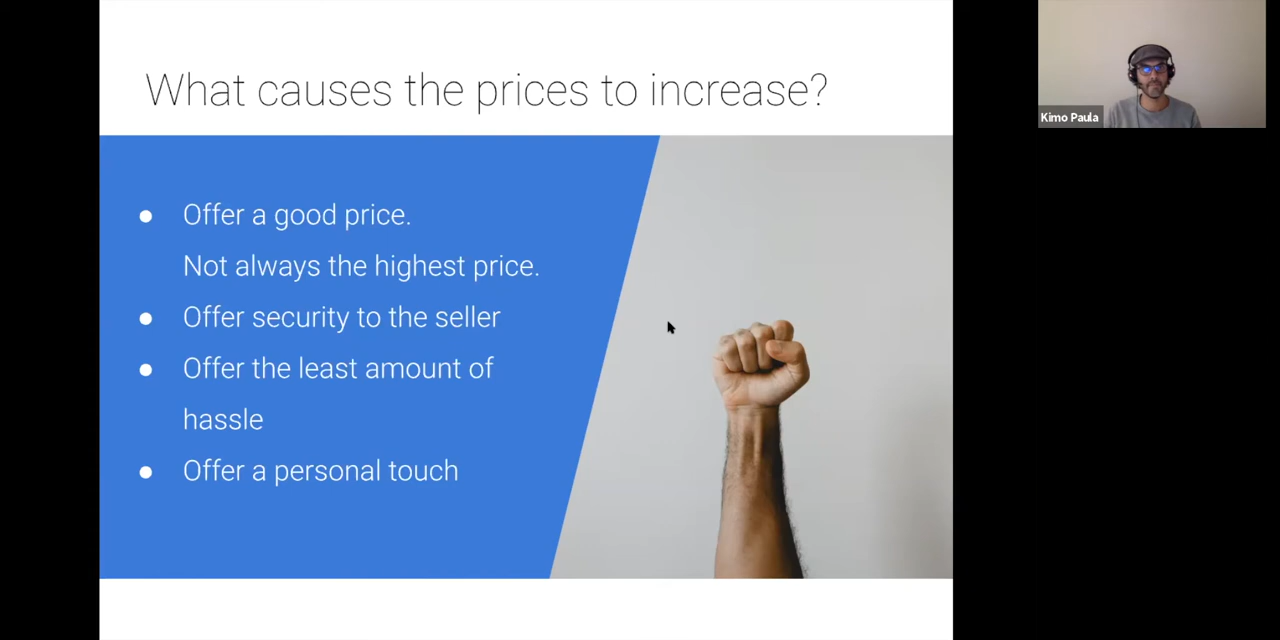 What causes the prices to increase?
Kimo Paula
● Offer a good price.
Not always the highest price.
● Offer security to the seller
● Offer the least amount of
hassle
● Offer a personal touch